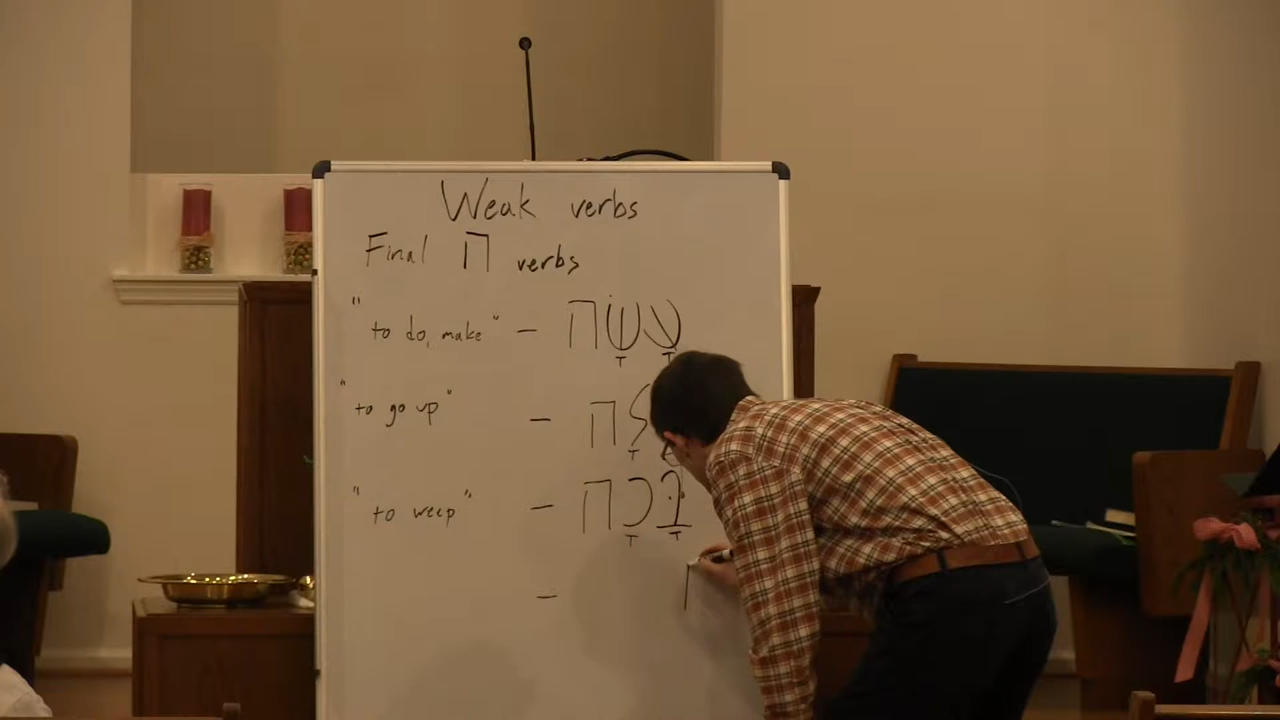 Weak verbs
Final ה verbs
"to do, make" – עָשָׂה
"to go up" –
"to weep" – בָּכָה
–